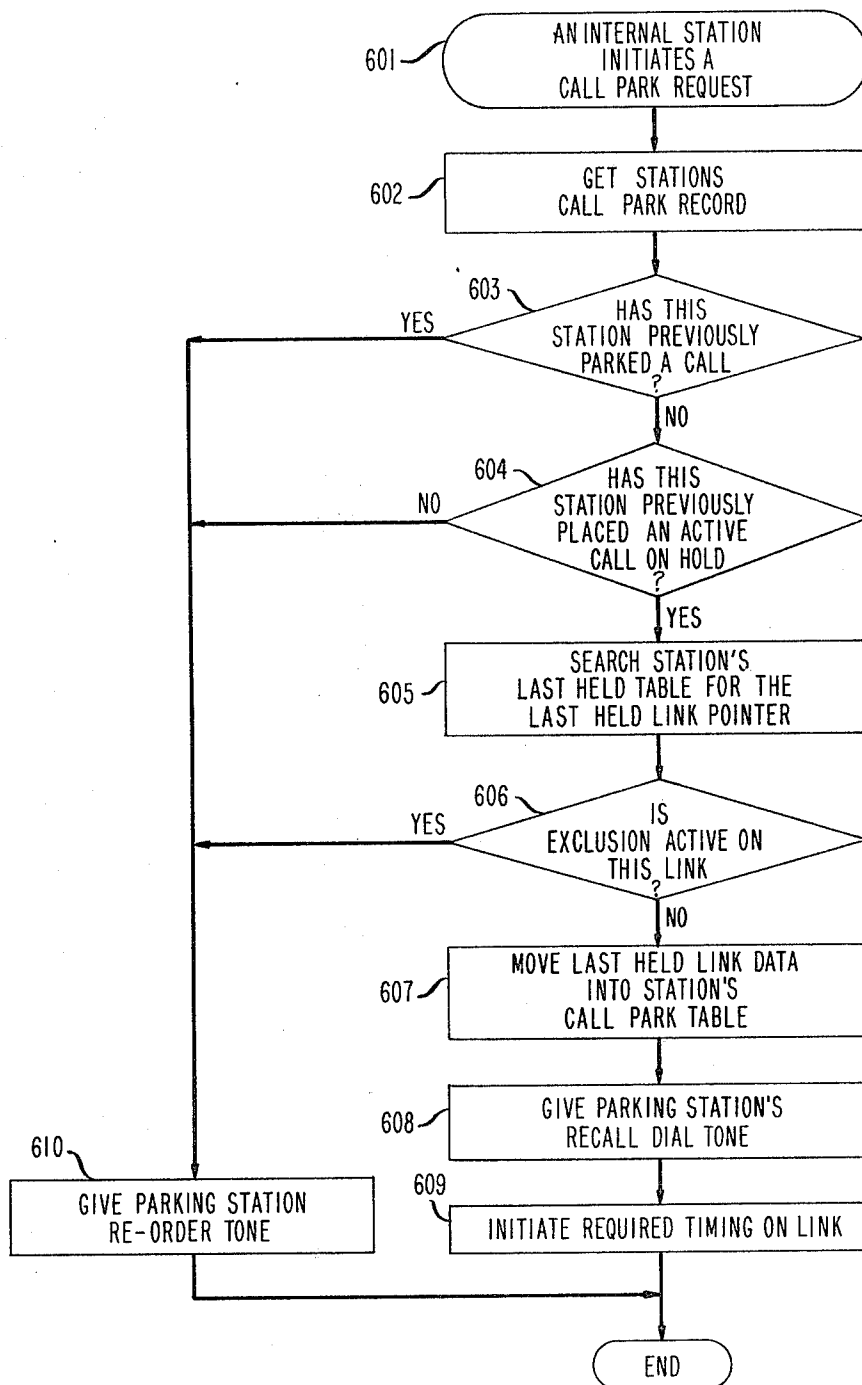 601
AN INTERNAL STATION
INITIATES A
CALL PARK REQUEST
602
GET STATIONS
CALL PARK RECORD
603
HAS THIS
STATION PREVIOUSLY
PARKED A CALL
?
YES
NO
604
HAS THIS
STATION PREVIOUSLY
PLACED AN ACTIVE
CALL ON HOLD
?
NO
YES
605
SEARCH STATION'S
LAST HELD TABLE FOR THE
LAST HELD LINK POINTER
606
IS
EXCLUSION ACTIVE ON
THIS LINK
?
YES
NO
607
MOVE LAST HELD LINK DATA
INTO STATION'S
CALL PARK TABLE
608
GIVE PARKING STATION'S
RECALL DIAL TONE
610
GIVE PARKING STATION
RE-ORDER TONE
609
INITIATE REQUIRED TIMING ON LINK
END